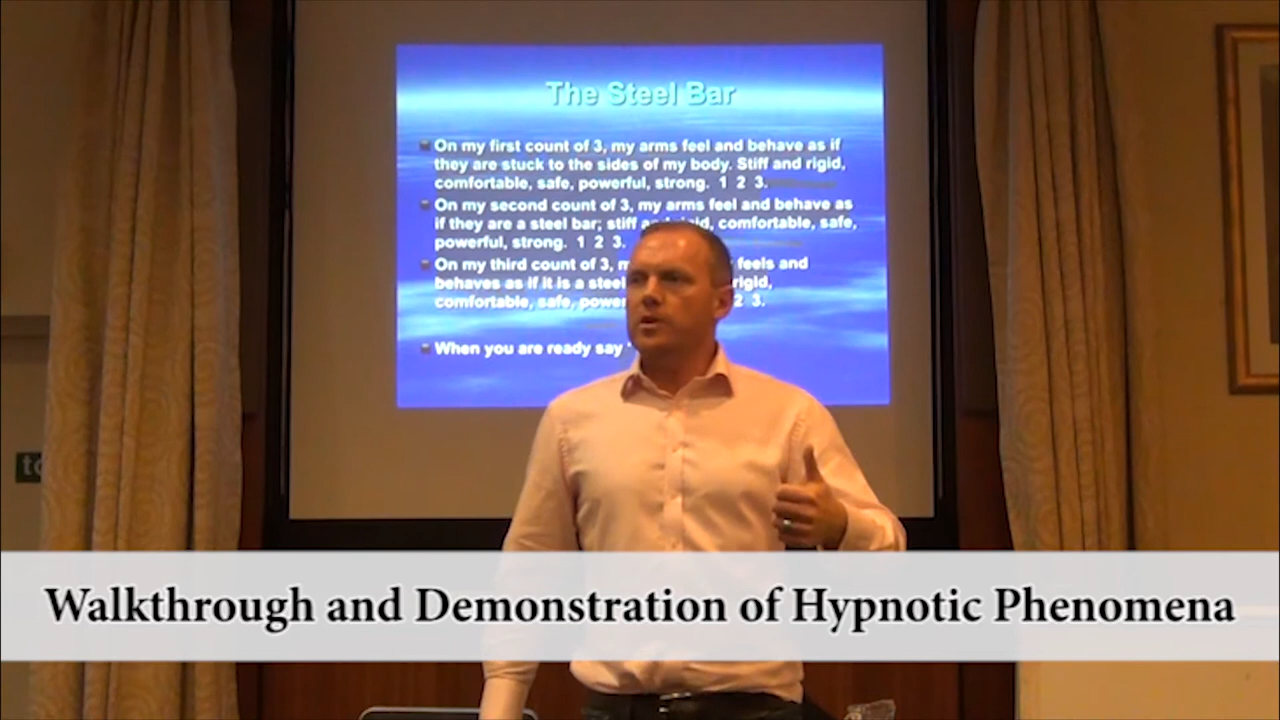 The Steel Bar
On my first count of 3, my arms feel and behave as if
they are stuck to the sides of my body. Stiff and rigid,
comfortable, safe, powerful, strong. 1 2 3.
On my second count of 3, my arms feel and behave as
if they are a steel bar; stiff and rigid, comfortable, safe,
powerful, strong. 1 2 3.
On my third count of 3, feels and
behaves as if it is a steel rigid,
comfortable, safe, 2 3.
When you are ready say
Walkthrough and Demonstration of Hypnotic Phenomena